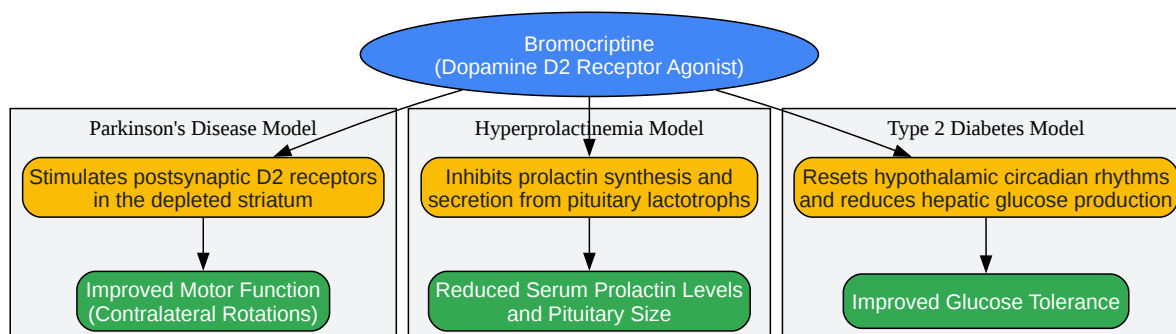 Bromocriptine
(Dopamine D2 Receptor Agonist)
Parkinson's Disease Model
Stimulates postsynaptic D2 receptors
in the depleted striatum
Improved Motor Function
(Contralateral Rotations)
Hyperprolactinemia Model
Inhibits prolactin synthesis and
secretion from pituitary lactotrophs
Reduced Serum Prolactin Levels
and Pituitary Size
Type 2 Diabetes Model
Resets hypothalamic circadian rhythms
and reduces hepatic glucose production
Improved Glucose Tolerance